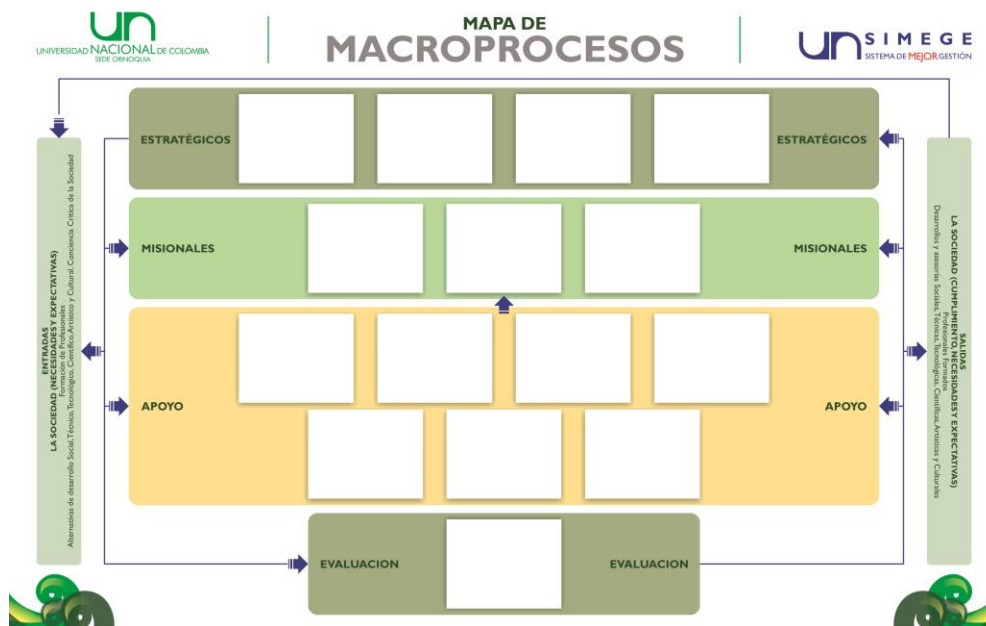 UN
UNIVERSIDAD NACIONAL DE COLOMBIA
SEDE ORINOQUIA
MAPA DE
MACROPROCESOS
UN SIMEGE
SISTEMA DE MEJOR GESTIÓN
ENTRADAS
LA SOCIEDAD (NECESIDADES Y EXPECTATIVAS)
Formación de Profesionales
Alternativas de desarrollo Social, Técnico, Tecnológico, Científico, Artístico y Cultural. Conciencia Crítica de la Sociedad
ESTRATÉGICOS
ESTRATÉGICOS
MISIONALES
MISIONALES
APOYO
APOYO
EVALUACION
EVALUACION
SALIDAS
LA SOCIEDAD (CUMPLIMIENTO, NECESIDADES Y EXPECTATIVAS)
Profesionales Formados
Desarrollos y asesorías Sociales, Técnicas, Tecnológicas, Científicas, Artísticas y Culturales